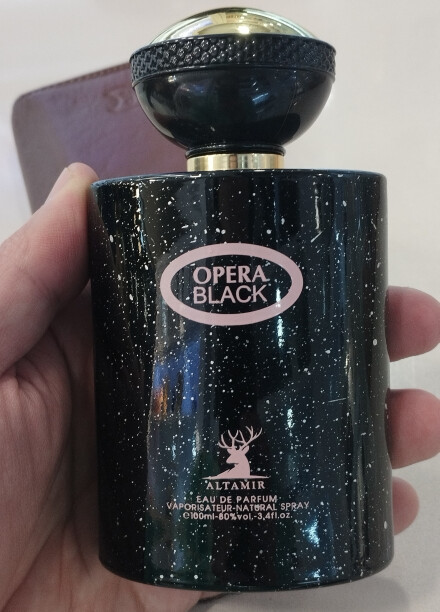 OPERA
BLACK
ALTAMIR
EAU DE PARFUM
VAPORISATEUR-NATURAL SPRAY
℮100ml-80%vol.-3,4fl.oz.